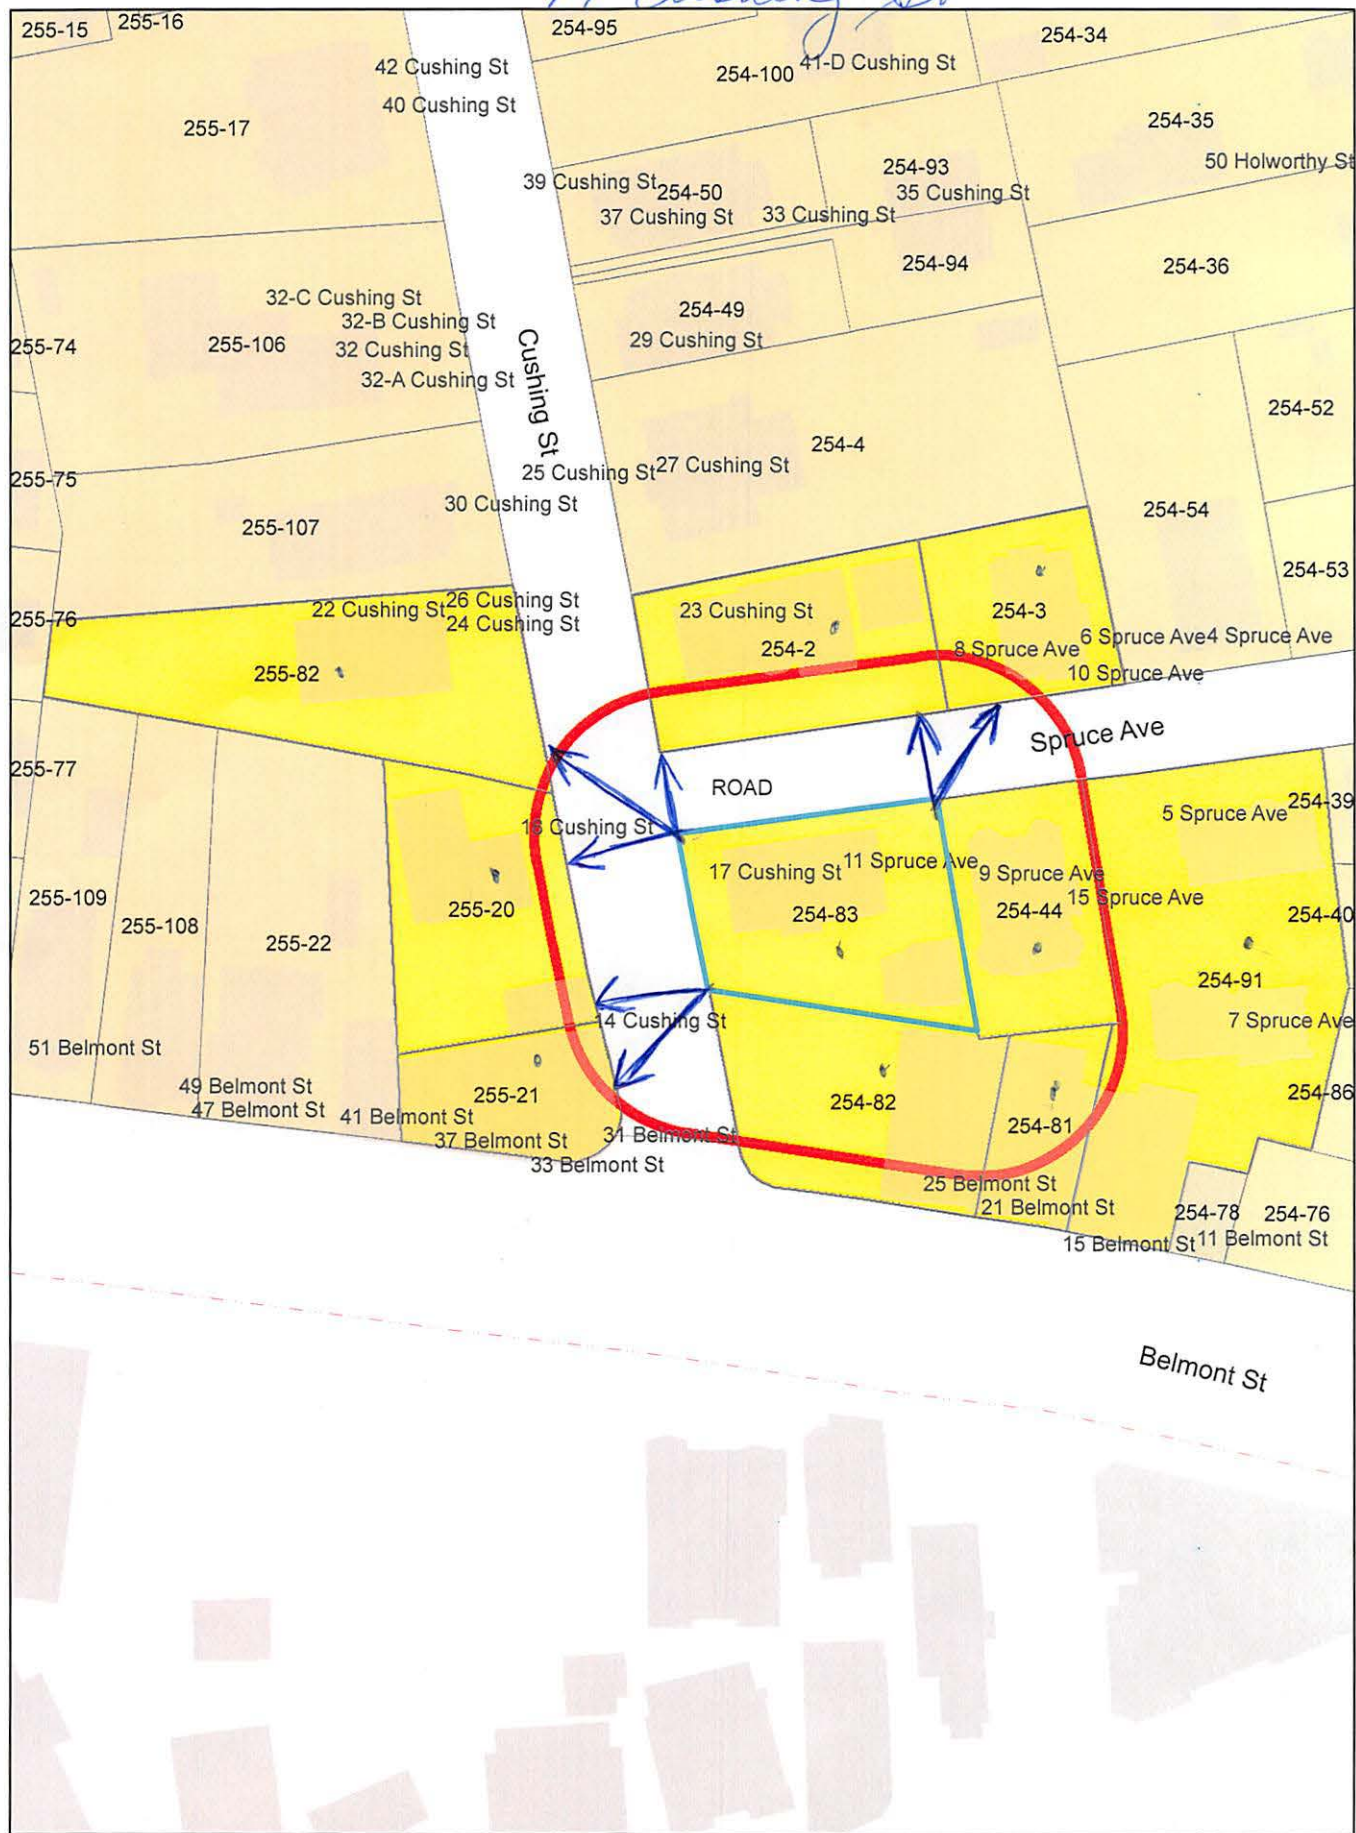 17 Cushing St
255-15
255-16
254-95
254-34
42 Cushing St
254-100
41-D Cushing St
40 Cushing St
255-17
254-35
50 Holworthy St
39 Cushing St
254-50
254-93
35 Cushing St
37 Cushing St
33 Cushing St
254-94
254-36
32-C Cushing St
32-B Cushing St
254-49
255-74
255-106
32 Cushing St
29 Cushing St
32-A Cushing St
Cushing St
254-52
254-4
255-75
25 Cushing St
27 Cushing St
30 Cushing St
255-107
254-54
254-53
255-76
22 Cushing St
26 Cushing St
24 Cushing St
23 Cushing St
254-3
255-82
254-2
8 Spruce Ave
6 Spruce Ave
4 Spruce Ave
10 Spruce Ave
Spruce Ave
255-77
ROAD
16 Cushing St
5 Spruce Ave
254-39
17 Cushing St
11 Spruce Ave
9 Spruce Ave
15 Spruce Ave
255-109
255-108
255-22
255-20
254-83
254-44
254-40
254-91
14 Cushing St
7 Spruce Ave
51 Belmont St
49 Belmont St
47 Belmont St
41 Belmont St
255-21
254-82
254-81
254-86
37 Belmont St
31 Belmont St
33 Belmont St
25 Belmont St
21 Belmont St
254-78
254-76
15 Belmont St
11 Belmont St
Belmont St